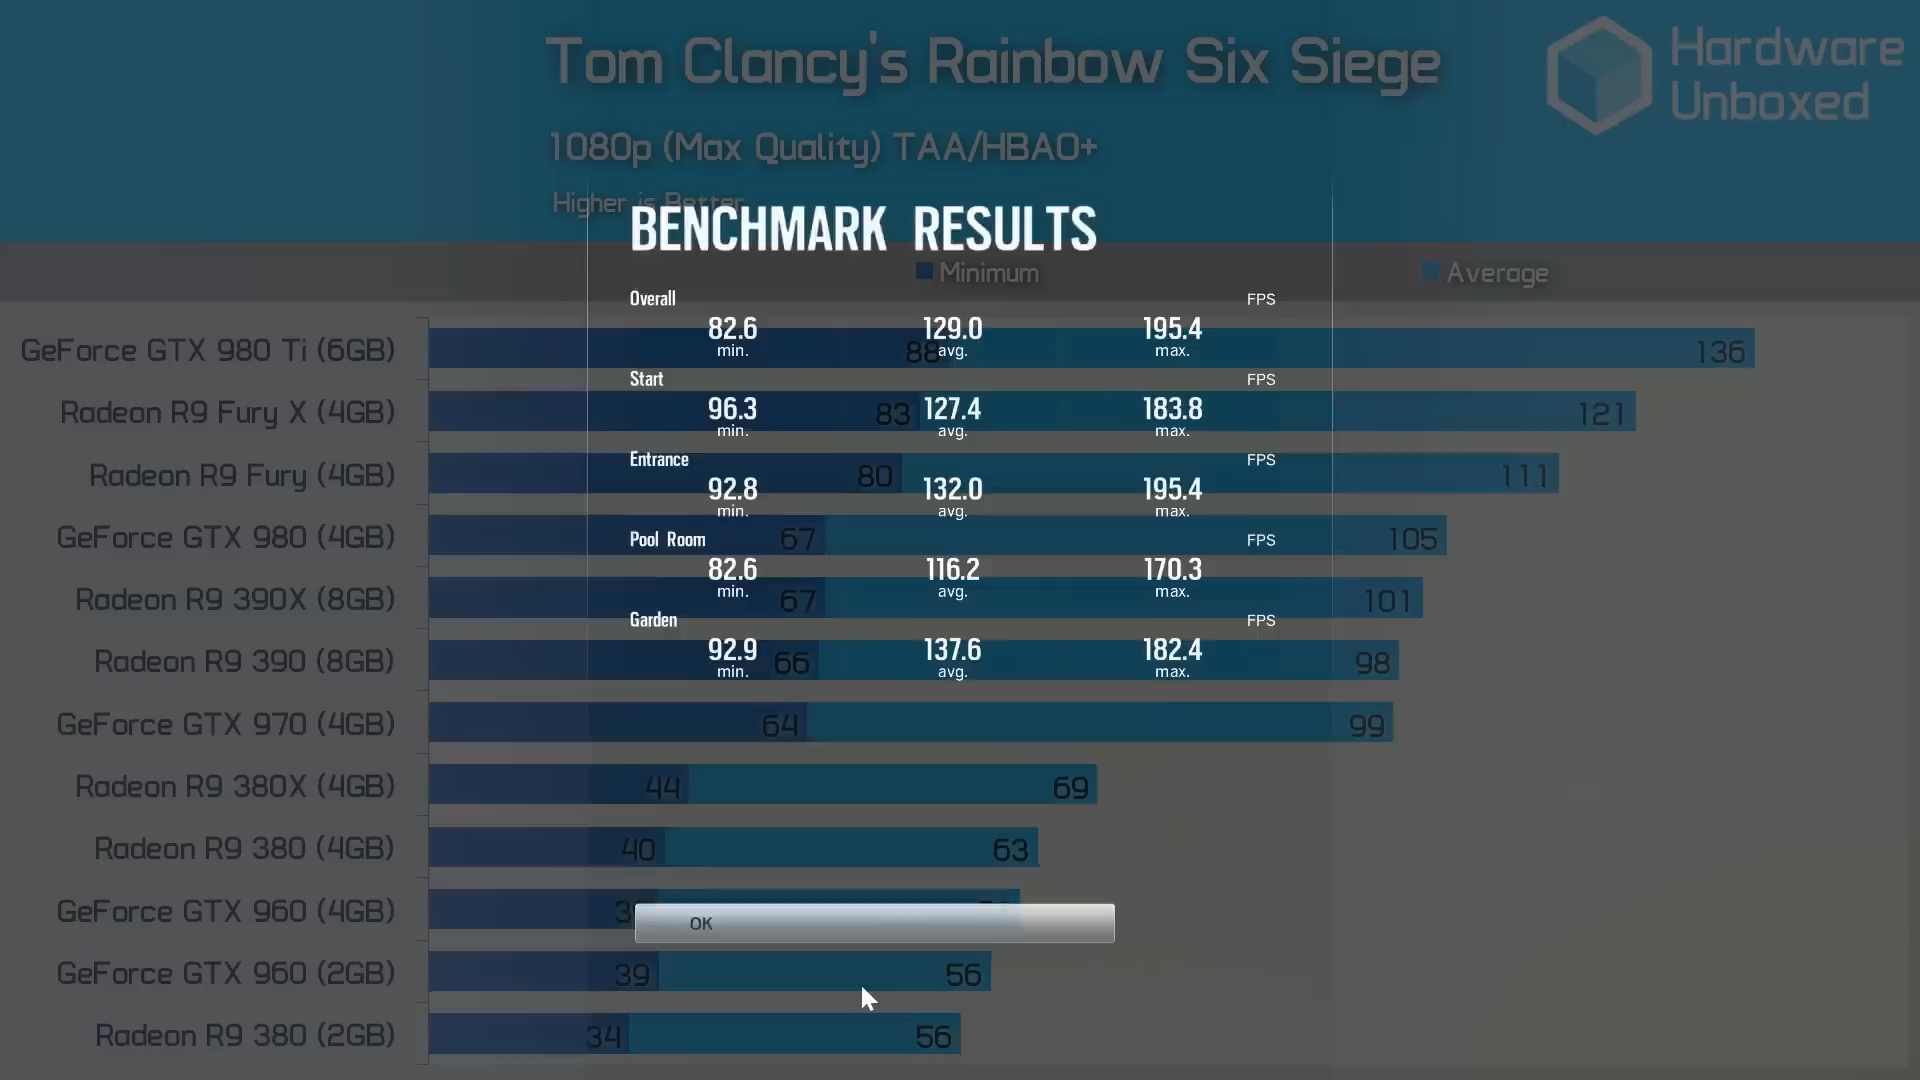 Tom Clancy's Rainbow Six Siege
Hardware
Unboxed
1080p (Max Quality) TAA/HBAO+
Higher is Better
BENCHMARK RESULTS
Minimum Average
Overall FPS
82.6 129.0 195.4
min. avg. max.
GeForce GTX 980 Ti (6GB) 88 136
Start FPS
96.3 127.4 183.8
min. avg. max.
Radeon R9 Fury X (4GB) 83 121
Entrance FPS
92.8 132.0 195.4
min. avg. max.
Radeon R9 Fury (4GB) 80 111
GeForce GTX 980 (4GB) 67 105
Pool Room FPS
82.6 116.2 170.3
min. avg. max.
Radeon R9 390X (8GB) 67 101
Garden FPS
92.9 137.6 182.4
min. avg. max.
Radeon R9 390 (8GB) 66 98
GeForce GTX 970 (4GB) 64 99
Radeon R9 380X (4GB) 44 69
Radeon R9 380 (4GB) 40 63
GeForce GTX 960 (4GB)
OK
GeForce GTX 960 (2GB) 39 56
Radeon R9 380 (2GB) 34 56